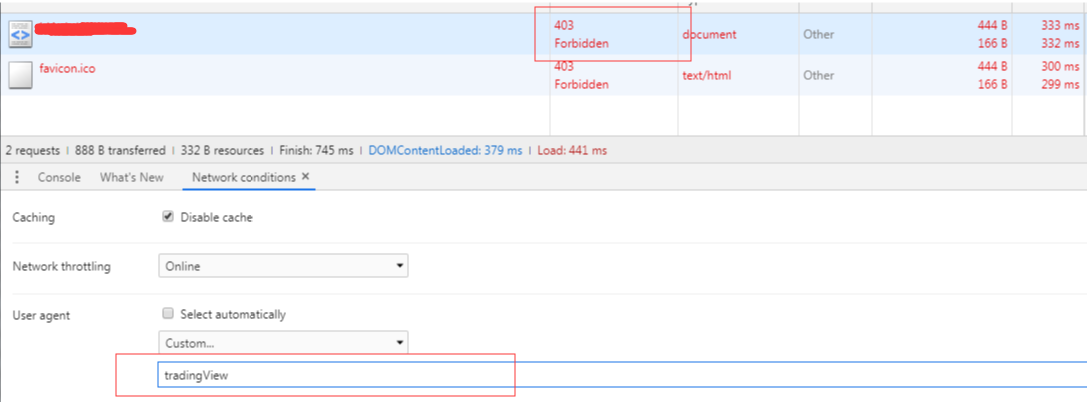 403
Forbidden
document
Other
444 B
166 B
333 ms
332 ms
favicon.ico
403
Forbidden
text/html
Other
444 B
166 B
300 ms
299 ms
2 requests | 888 B transferred | 332 B resources | Finish: 745 ms | DOMContentLoaded: 379 ms | Load: 441 ms
Console What's New Network conditions ×
Caching Disable cache
Network throttling Online
User agent Select automatically
Custom...
tradingView